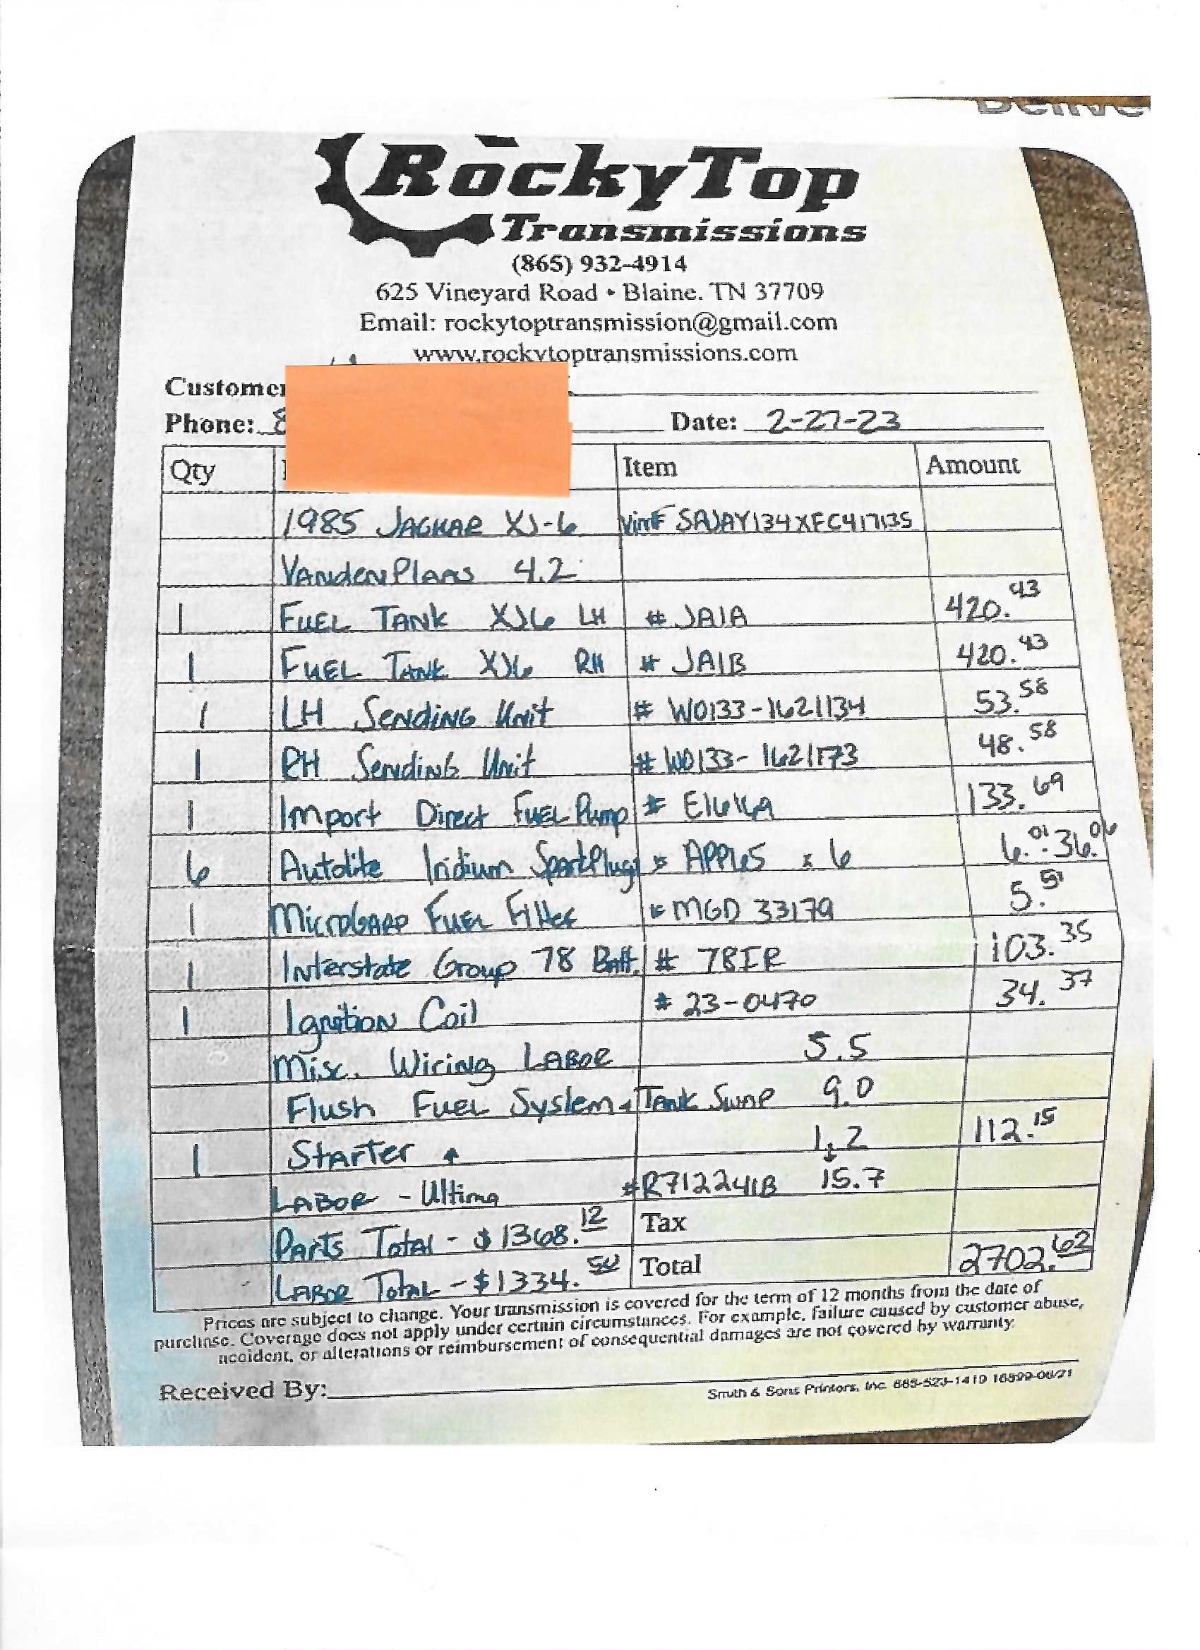 RockyTop
Transmissions
(865) 932-4914
625 Vineyard Road • Blaine, TN 37709
Email: rockytoptransmission@gmail.com
www.rockytoptransmissions.com
Customer
Phone: 8 Date: 2-27-23
Qty Item Amount
1985 JAGUAR XJ-6 Vin# SAJAY134XFC417135
VandenPlans 4.2
1 FUEL TANK XJ6 LH # JA1A 420.43
1 FUEL TANK XJ6 RH # JA1B 420.43
1 LH Sending Unit # W0133-1621134 53.58
1 RH Sending Unit # W0133-1621173 48.58
1 Import Direct Fuel Pump # E1616A 133.69
6 Autolite Iridium SparkPlugs # APP165 x 6 6.01: 36.06
1 MicroGARD Fuel Filter # MGD 33179 5.51
1 Interstate Group 78 Batt. # 78IR 103.35
1 Ignition Coil # 23-0470 34.37
Misc. Wiring LABOR 5.5
Flush Fuel System + Tank Swap 9.0
1 Starter ↑ 1.2 112.15
LABOR - Ultima #R712241B 15.7
Parts Total - $1368.12 Tax
LABOR Total - $1334.50 Total 2702.62
Prices are subject to change. Your transmission is covered for the term of 12 months from the date of
purchase. Coverage does not apply under certain circumstances. For example, failure caused by customer abuse,
accident, or alterations or reimbursement of consequential damages are not covered by warranty.
Received By:
Smith & Sons Printers, Inc. 865-523-1419 16899-06/21